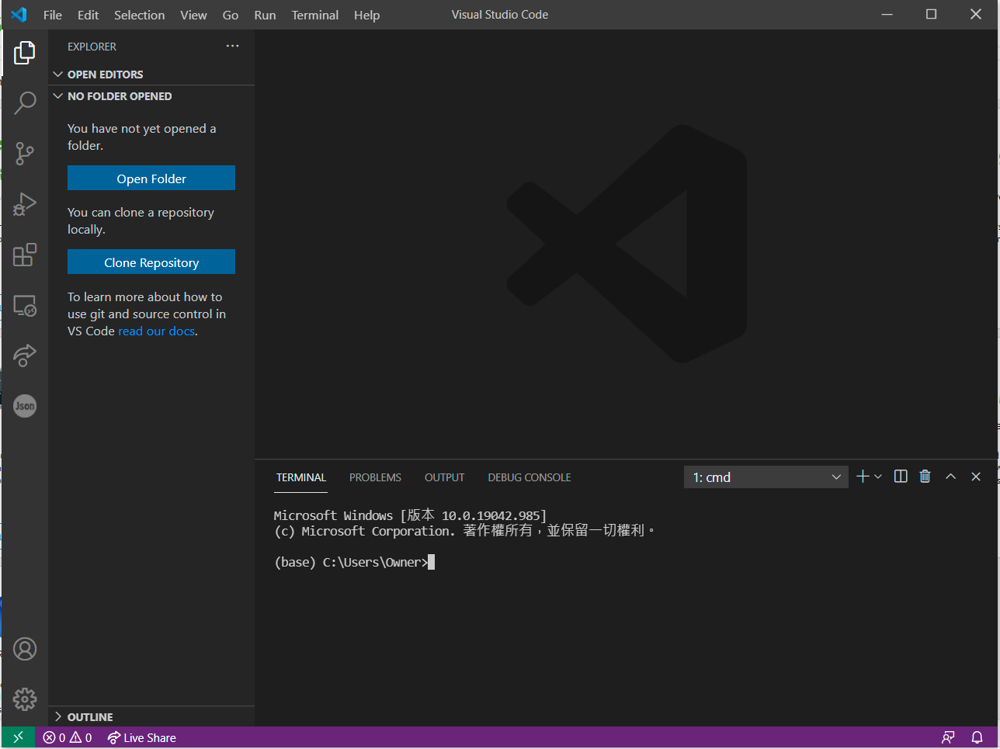 File Edit Selection View Go Run Terminal Help Visual Studio Code
EXPLORER
OPEN EDITORS
NO FOLDER OPENED
You have not yet opened a
folder.
Open Folder
You can clone a repository
locally.
Clone Repository
To learn more about how to
use git and source control in
VS Code read our docs.
Json
OUTLINE
TERMINAL PROBLEMS OUTPUT DEBUG CONSOLE 1: cmd
Microsoft Windows [版本 10.0.19042.985]
(c) Microsoft Corporation. 著作權所有，並保留一切權利。
(base) C:\Users\Owner>
0 0 Live Share